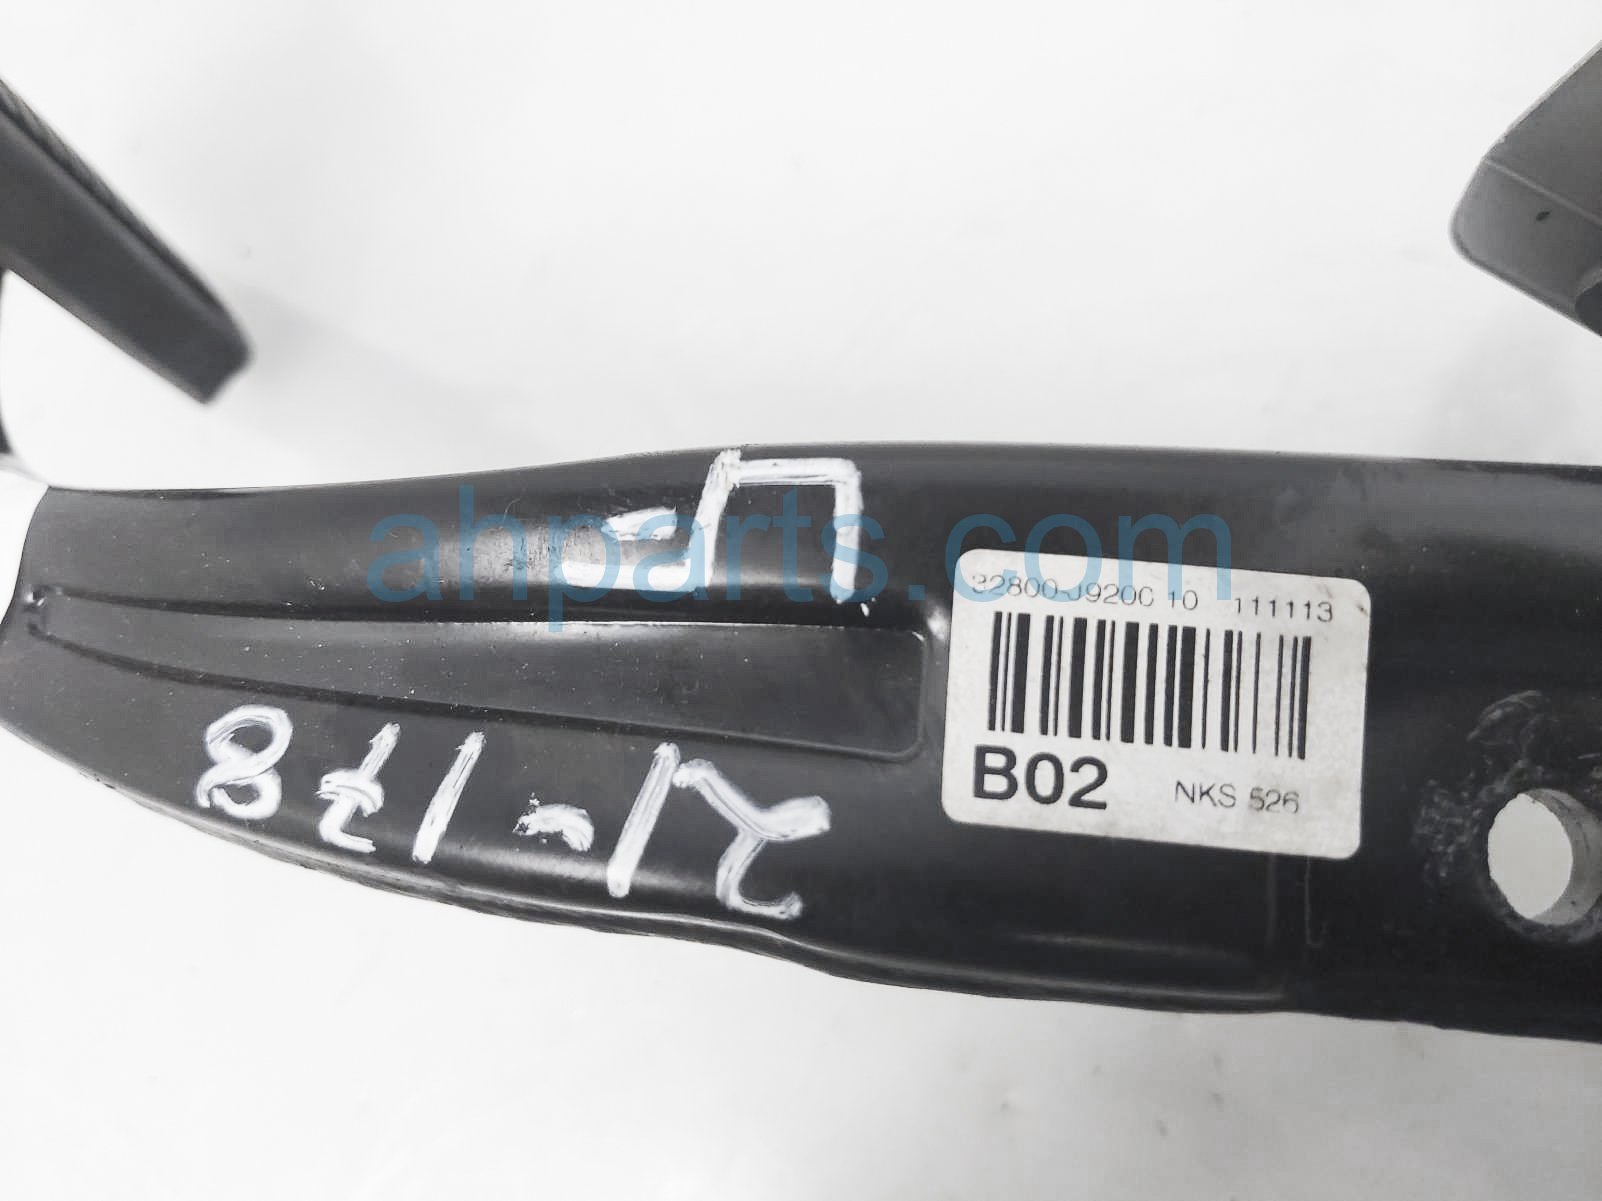 ahparts.com
32800-J9200 10 111113
B02 NKS 526
21-178